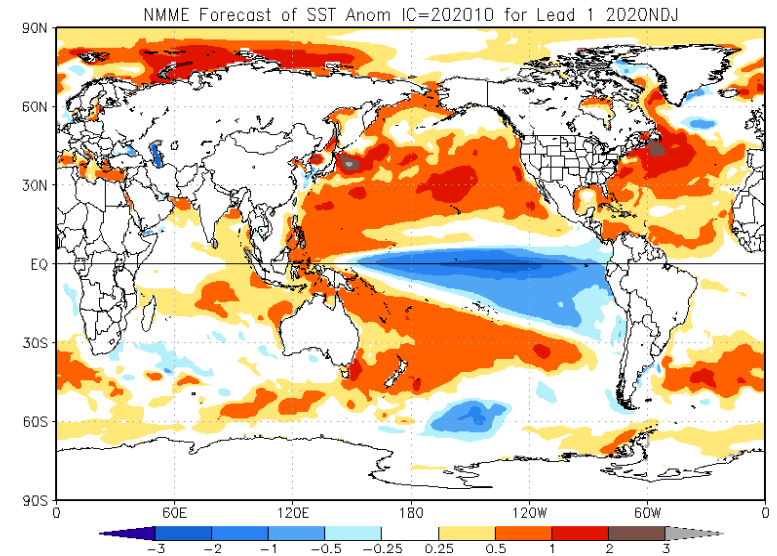 NMME Forecast of SST Anom IC=202010 for Lead 1 2020NDJ
90N
60N
30N
EQ
30S
60S
90S
0 60E 120E 180 120W 60W 0
-3 -2 -1 -0.5 -0.25 0.25 0.5 1 2 3